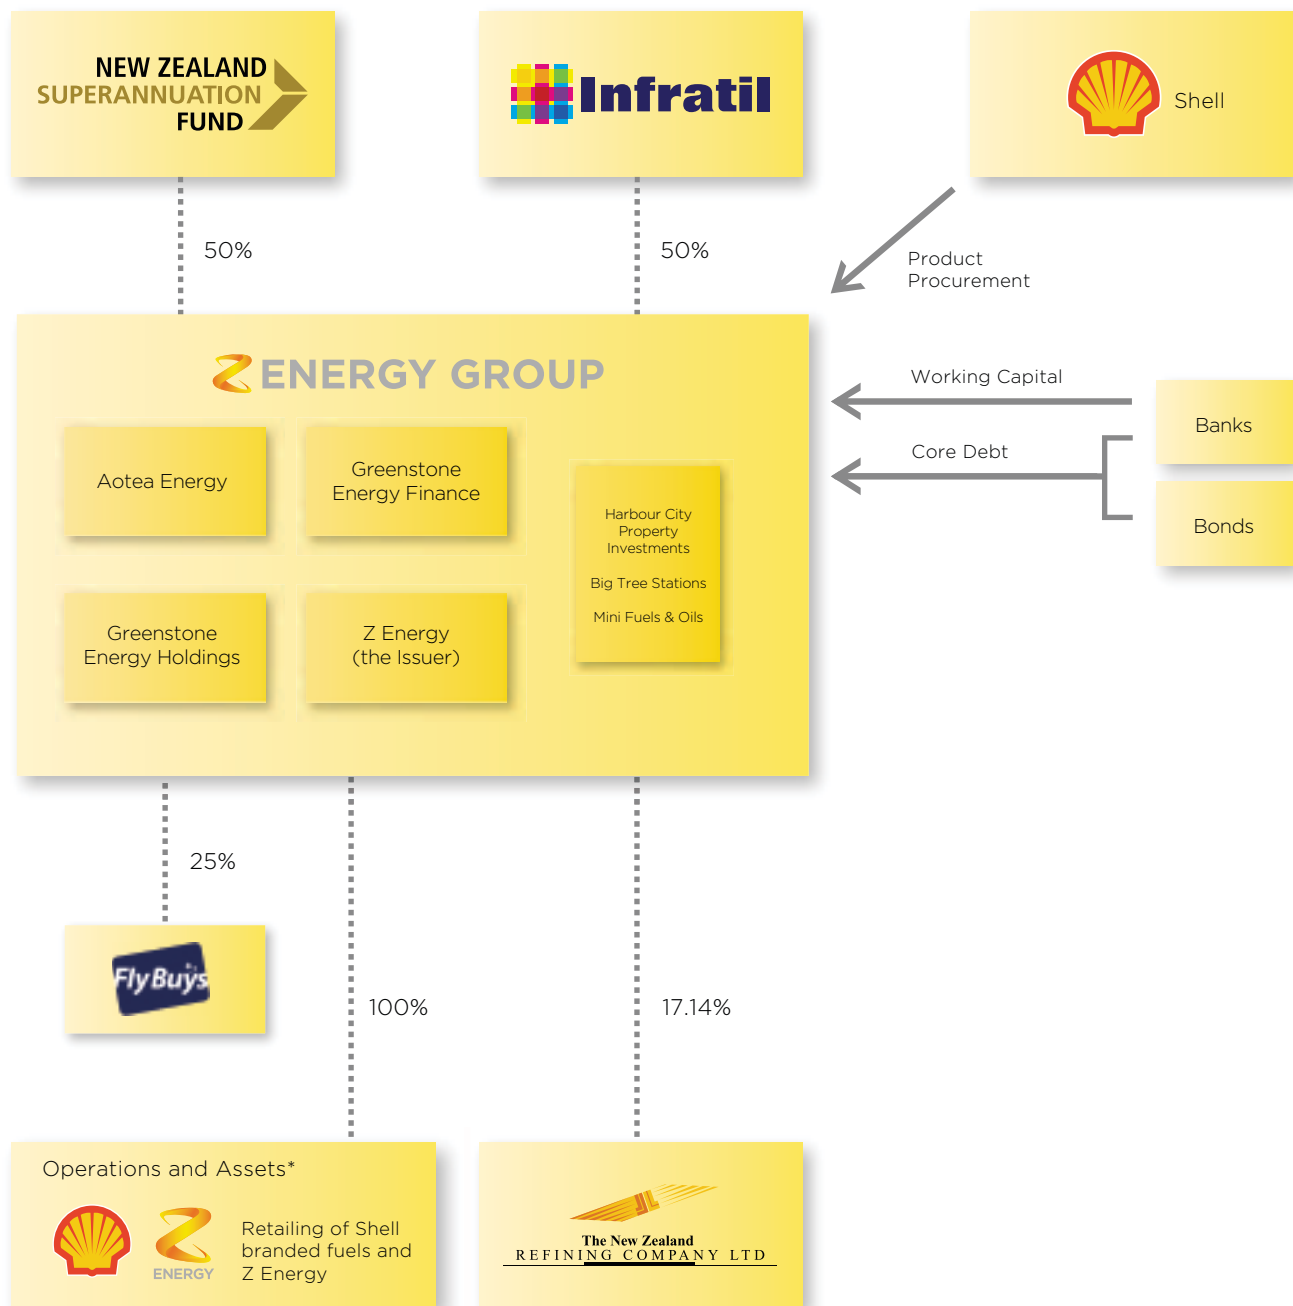 NEW ZEALAND
SUPERANNUATION
FUND
Infratil
Shell
50%
50%
Product
Procurement
Z ENERGY GROUP
Working Capital
Core Debt
Banks
Bonds
Aotea Energy
Greenstone
Energy Finance
Harbour City
Property
Investments
Big Tree Stations
Mini Fuels & Oils
Greenstone
Energy Holdings
Z Energy
(the Issuer)
25%
FlyBuys
100%
17.14%
Operations and Assets*
Z
ENERGY
Retailing of Shell
branded fuels and
Z Energy
The New Zealand
REFINING COMPANY LTD